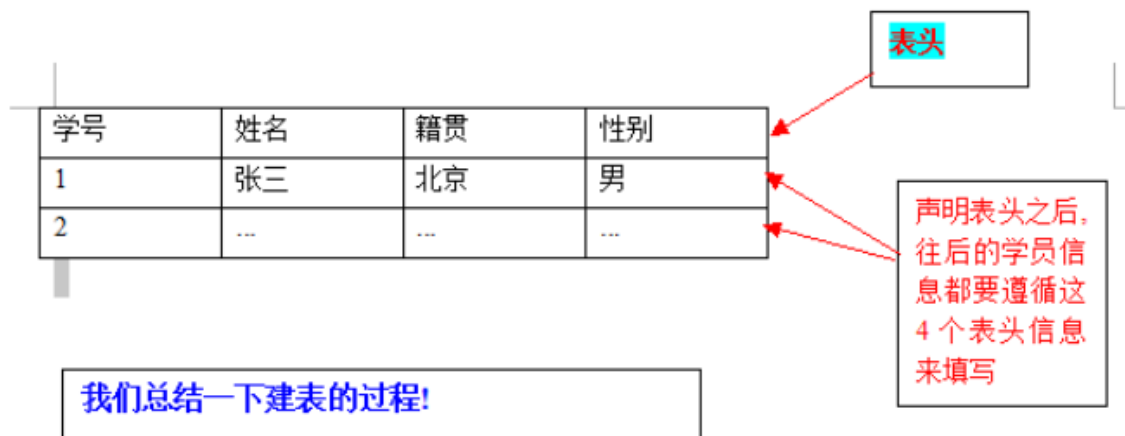 表头
学号 姓名 籍贯 性别
1 张三 北京 男
2 ... ... ...
声明表头之后,
往后的学员信
息都要遵循这
4 个表头信息
来填写
我们总结一下建表的过程!